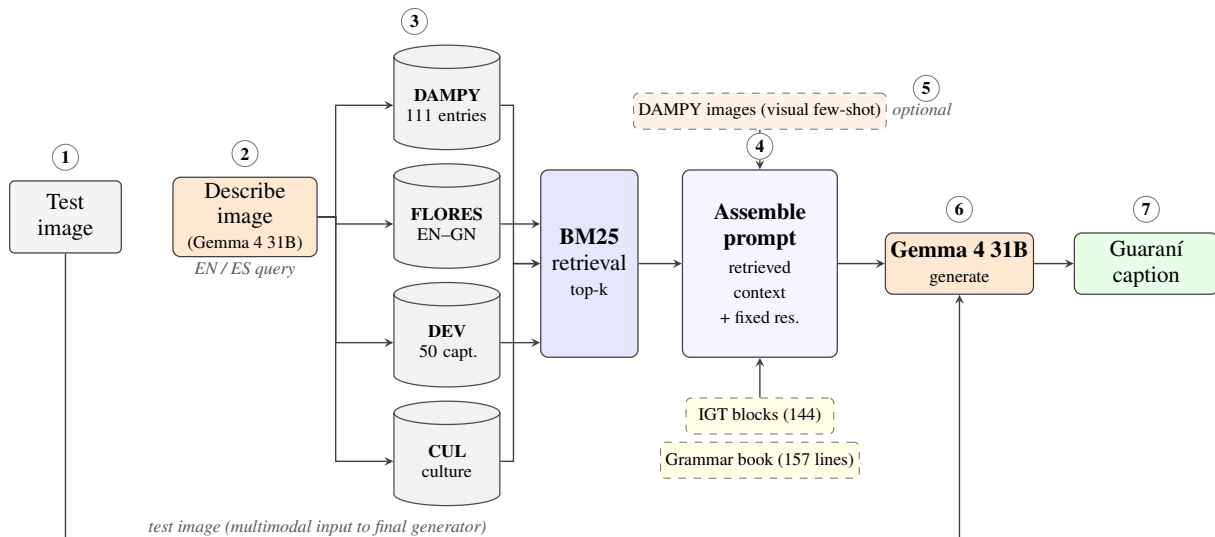 1
Test
image
2
Describe
image
(Gemma 4 31B)
EN / ES query
3
DAMPY
111 entries
FLORES
EN–GN
DEV
50 capt.
CUL
culture
BM25
retrieval
top-k
DAMPY images (visual few-shot)
5
optional
4
Assemble
prompt
retrieved
context
+ fixed res.
IGT blocks (144)
Grammar book (157 lines)
6
Gemma 4 31B
generate
7
Guaraní
caption
test image (multimodal input to final generator)